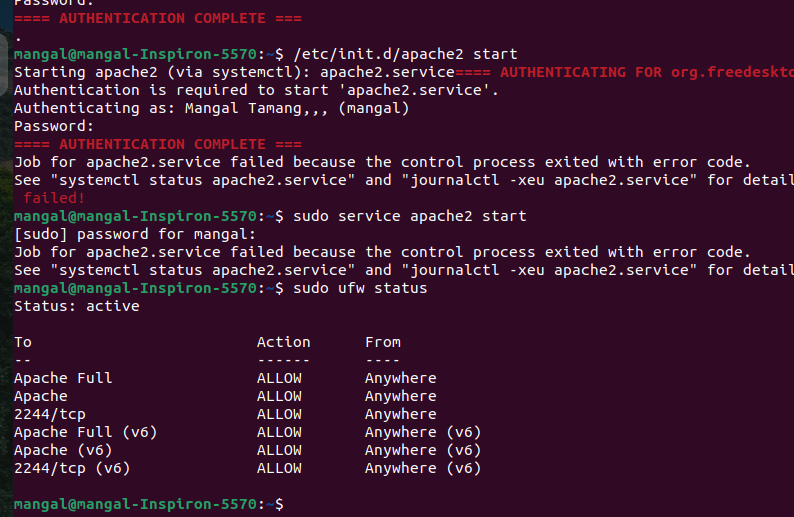 Password:
==== AUTHENTICATION COMPLETE ===
.
mangal@mangal-Inspiron-5570:~$ /etc/init.d/apache2 start
Starting apache2 (via systemctl): apache2.service==== AUTHENTICATING FOR org.freedeskto
Authentication is required to start 'apache2.service'.
Authenticating as: Mangal Tamang,,, (mangal)
Password:
==== AUTHENTICATION COMPLETE ===
Job for apache2.service failed because the control process exited with error code.
See "systemctl status apache2.service" and "journalctl -xeu apache2.service" for detail
failed!
mangal@mangal-Inspiron-5570:~$ sudo service apache2 start
[sudo] password for mangal:
Job for apache2.service failed because the control process exited with error code.
See "systemctl status apache2.service" and "journalctl -xeu apache2.service" for detail
mangal@mangal-Inspiron-5570:~$ sudo ufw status
Status: active
To Action From
-- ------ ----
Apache Full ALLOW Anywhere
Apache ALLOW Anywhere
2244/tcp ALLOW Anywhere
Apache Full (v6) ALLOW Anywhere (v6)
Apache (v6) ALLOW Anywhere (v6)
2244/tcp (v6) ALLOW Anywhere (v6)
mangal@mangal-Inspiron-5570:~$